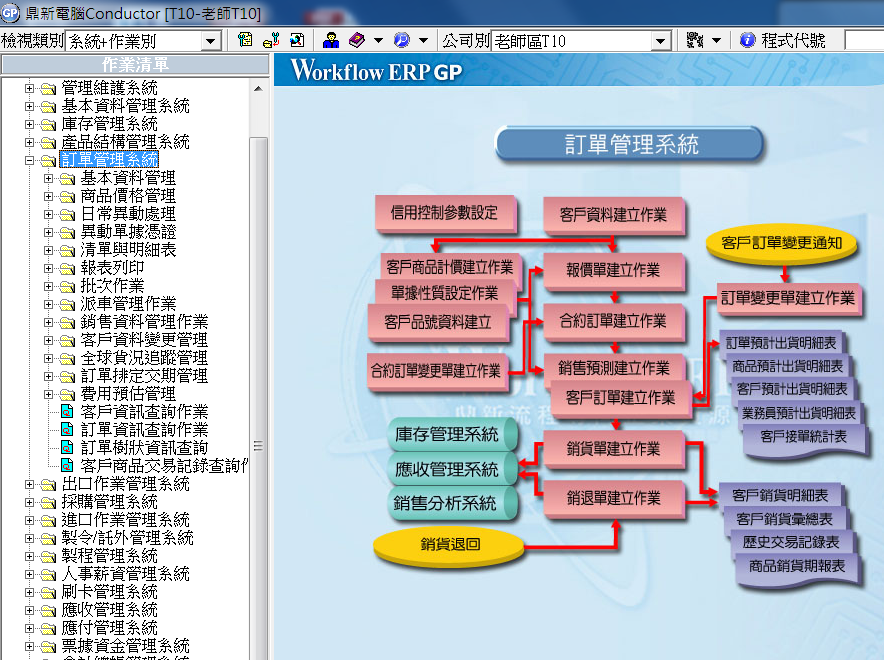 鼎新電腦Conductor [T10-老師T10]
檢視類別 系統+作業別 公司別 老師區T10 程式代號
作業清單
管理維護系統
基本資料管理系統
庫存管理系統
產品結構管理系統
訂單管理系統
基本資料管理
商品價格管理
日常異動處理
異動單據憑證
清單與明細表
報表列印
批次作業
派車管理作業
銷售資料管理作業
客戶資料變更管理
全球貨況追蹤管理
訂單排定交期管理
費用預估管理
客戶資訊查詢作業
訂單資訊查詢作業
訂單樹狀資訊查詢
客戶商品交易記錄查詢作
出口作業管理系統
採購管理系統
進口作業管理系統
製令/託外管理系統
製程管理系統
人事薪資管理系統
刷卡管理系統
應收管理系統
應付管理系統
票據資金管理系統
Workflow ERP GP
訂單管理系統
信用控制參數設定
客戶資料建立作業
客戶訂單變更通知
客戶商品計價建立作業
單據性質設定作業
客戶品號資料建立
報價單建立作業
訂單變更單建立作業
合約訂單建立作業
合約訂單變更單建立作業
銷售預測建立作業
客戶訂單建立作業
訂單預計出貨明細表
商品預計出貨明細表
客戶預計出貨明細表
業務員預計出貨明細表
客戶接單統計表
庫存管理系統
應收管理系統
銷售分析系統
銷貨單建立作業
銷退單建立作業
銷貨退回
客戶銷貨明細表
客戶銷貨彙總表
歷史交易記錄表
商品銷貨期報表